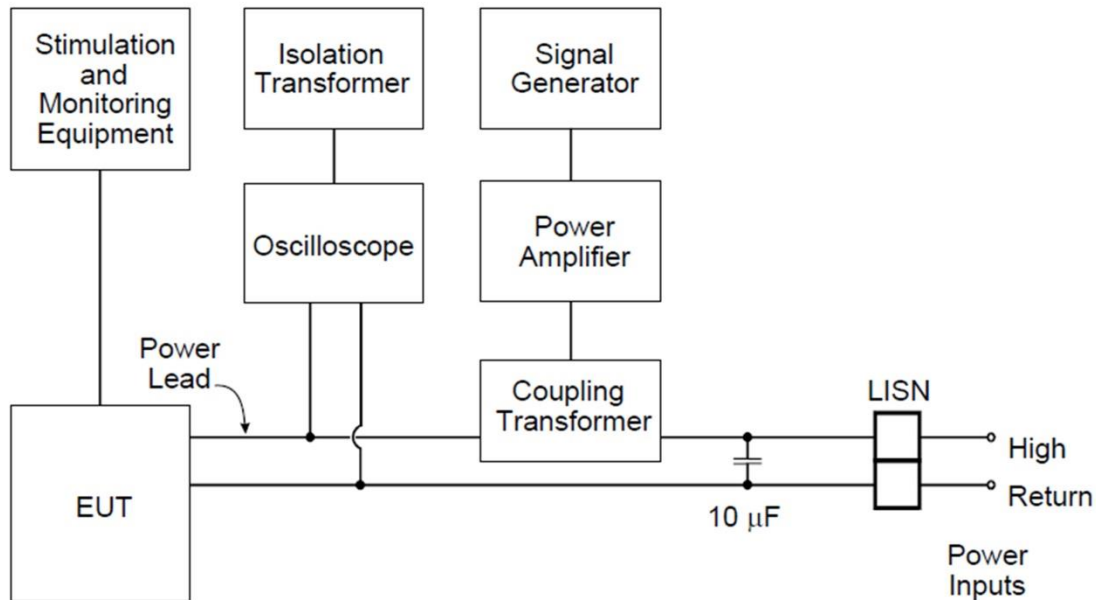 Stimulation
and
Monitoring
Equipment
Isolation
Transformer
Signal
Generator
Oscilloscope
Power
Amplifier
Power
Lead
Coupling
Transformer
LISN
High
EUT
Return
10 μF
Power
Inputs